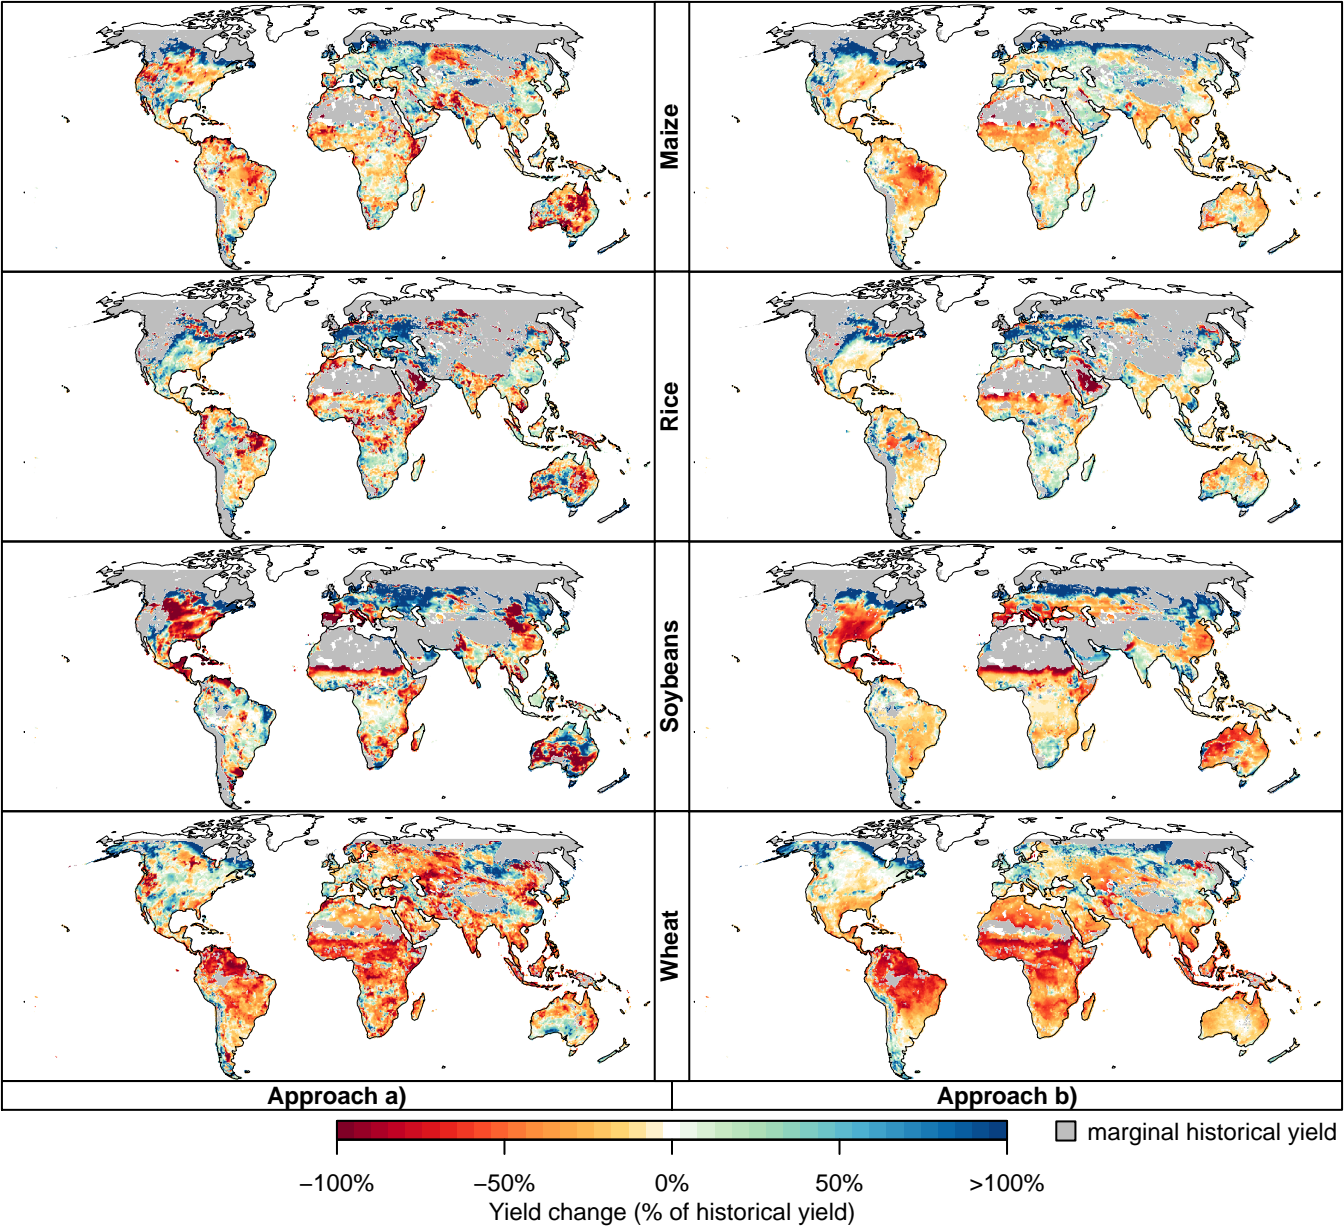 Maize
Rice
Soybeans
Wheat
Approach a)
Approach b)
marginal historical yield
−100%
−50%
0%
50%
>100%
Yield change (% of historical yield)